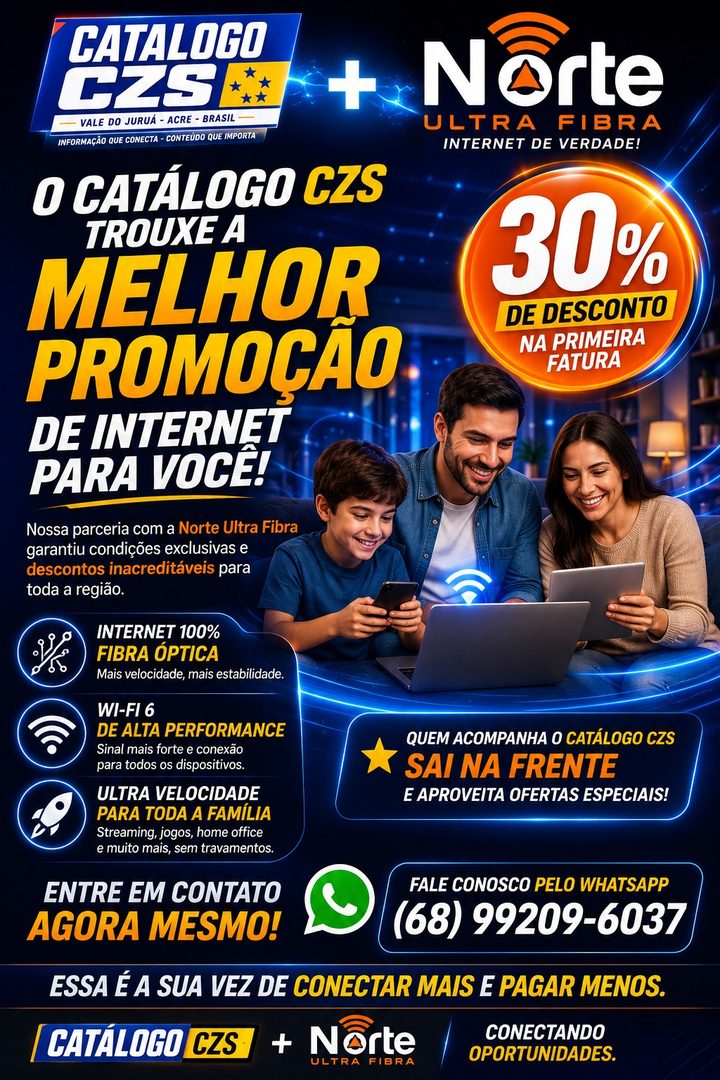 CATALOGO
CZS
VALE DO JURUÁ - ACRE - BRASIL
INFORMAÇÃO QUE CONECTA - CONTEÚDO QUE IMPORTA
+
Norte
ULTRA FIBRA
INTERNET DE VERDADE!
O CATÁLOGO CZS
TROUXE A
MELHOR
PROMOÇÃO
DE INTERNET
PARA VOCÊ!
30%
DE DESCONTO
NA PRIMEIRA
FATURA
Nossa parceria com a Norte Ultra Fibra
garantiu condições exclusivas e
descontos inacreditáveis para
toda a região.
INTERNET 100%
FIBRA ÓPTICA
Mais velocidade, mais estabilidade.
WI-FI 6
DE ALTA PERFORMANCE
Sinal mais forte e conexão
para todos os dispositivos.
ULTRA VELOCIDADE
PARA TODA A FAMÍLIA
Streaming, jogos, home office
e muito mais, sem travamentos.
QUEM ACOMPANHA O CATÁLOGO CZS
SAI NA FRENTE
E APROVEITA OFERTAS ESPECIAIS!
ENTRE EM CONTATO
AGORA MESMO!
FALE CONOSCO PELO WHATSAPP
(68) 99209-6037
ESSA É A SUA VEZ DE CONECTAR MAIS E PAGAR MENOS.
CATÁLOGO CZS
+
Norte
ULTRA FIBRA
CONECTANDO
OPORTUNIDADES.